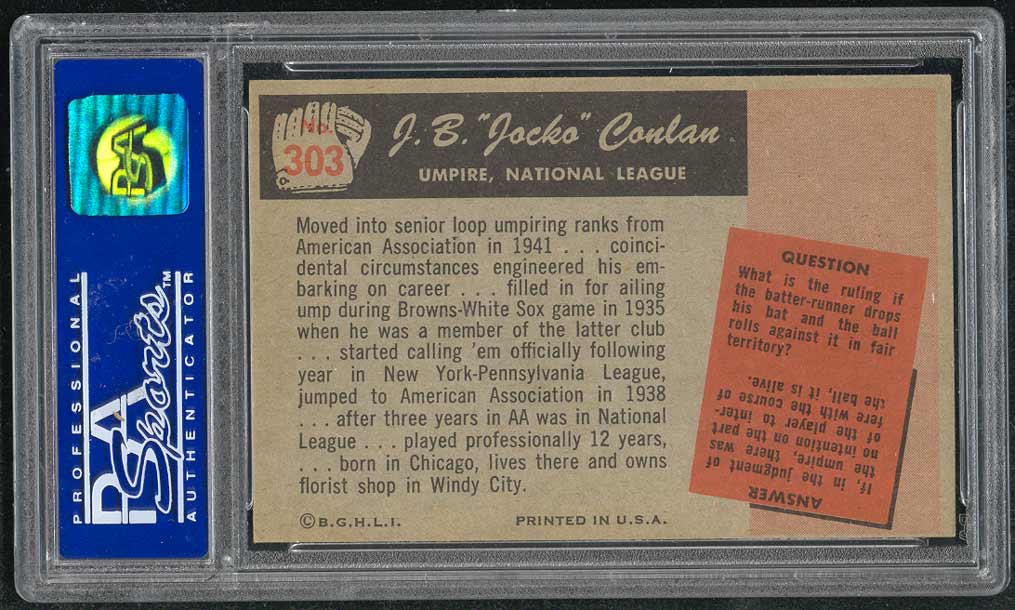 PSA
PROFESSIONAL
PSA Sports™
AUTHENTICATOR
No.
303
J. B. "Jocko" Conlan
UMPIRE, NATIONAL LEAGUE
Moved into senior loop umpiring ranks from
American Association in 1941 . . . coinci-
dental circumstances engineered his em-
barking on career . . . filled in for ailing
ump during Browns-White Sox game in 1935
when he was a member of the latter club
. . . started calling 'em officially following
year in New York-Pennsylvania League,
jumped to American Association in 1938
. . . after three years in AA was in National
League . . . played professionally 12 years,
. . . born in Chicago, lives there and owns
florist shop in Windy City.
©B.G.H.L.I.
PRINTED IN U.S.A.
QUESTION
What is the ruling if
the batter-runner drops
his bat and the ball
rolls against it in fair
territory?
ANSWER
If, in the judgment of
the umpire, there was
no intention on the part
of the player to inter-
fere with the course of
the ball, it is alive.